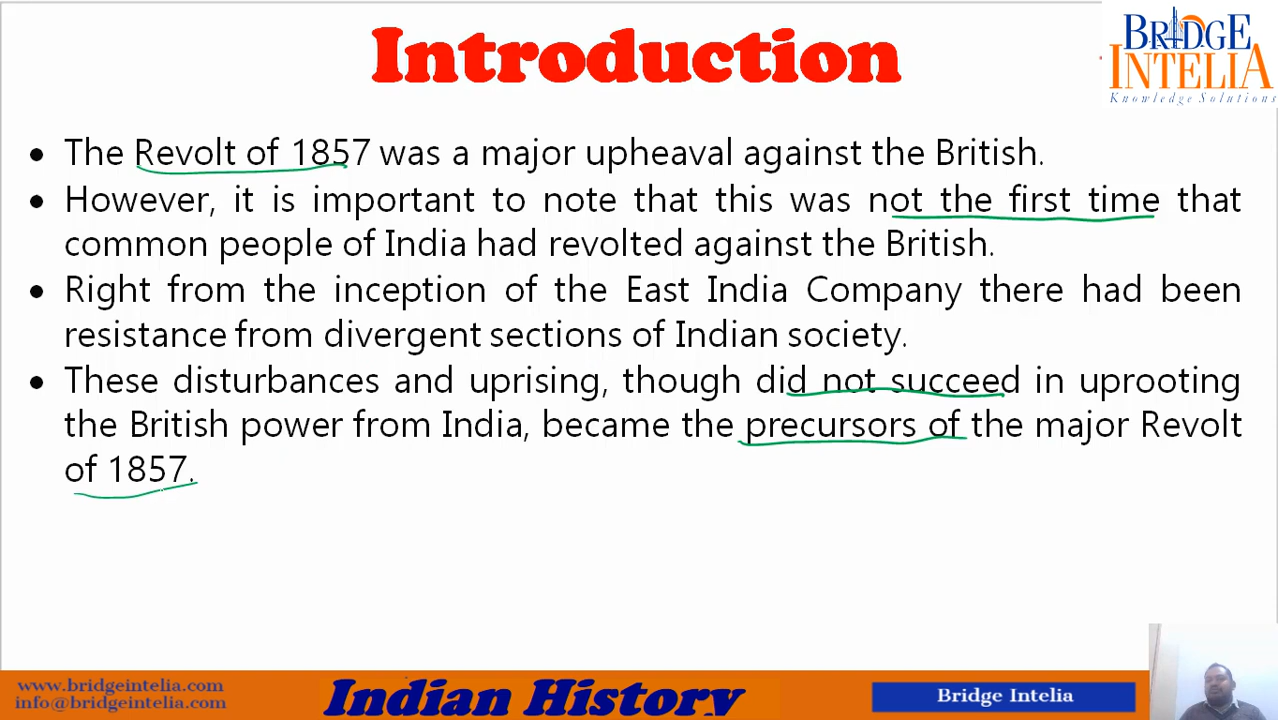 Introduction
BRIDGE
INTELIA
Knowledge Solutions
• The Revolt of 1857 was a major upheaval against the British.
• However, it is important to note that this was not the first time that
common people of India had revolted against the British.
• Right from the inception of the East India Company there had been
resistance from divergent sections of Indian society.
• These disturbances and uprising, though did not succeed in uprooting
the British power from India, became the precursors of the major Revolt
of 1857.
www.bridgeintelia.com
info@bridgeintelia.com
Indian History
Bridge Intelia